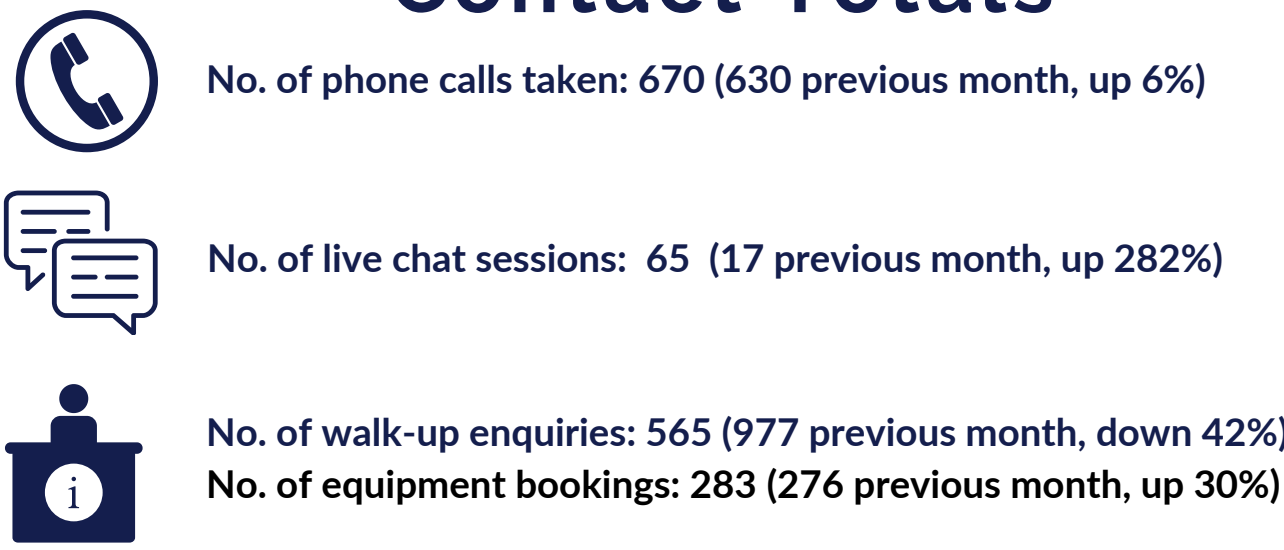 Contact Totals
No. of phone calls taken: 670 (630 previous month, up 6%)
No. of live chat sessions:  65  (17 previous month, up 282%)
No. of walk-up enquiries: 565 (977 previous month, down 42%)
No. of equipment bookings: 283 (276 previous month, up 30%)
i